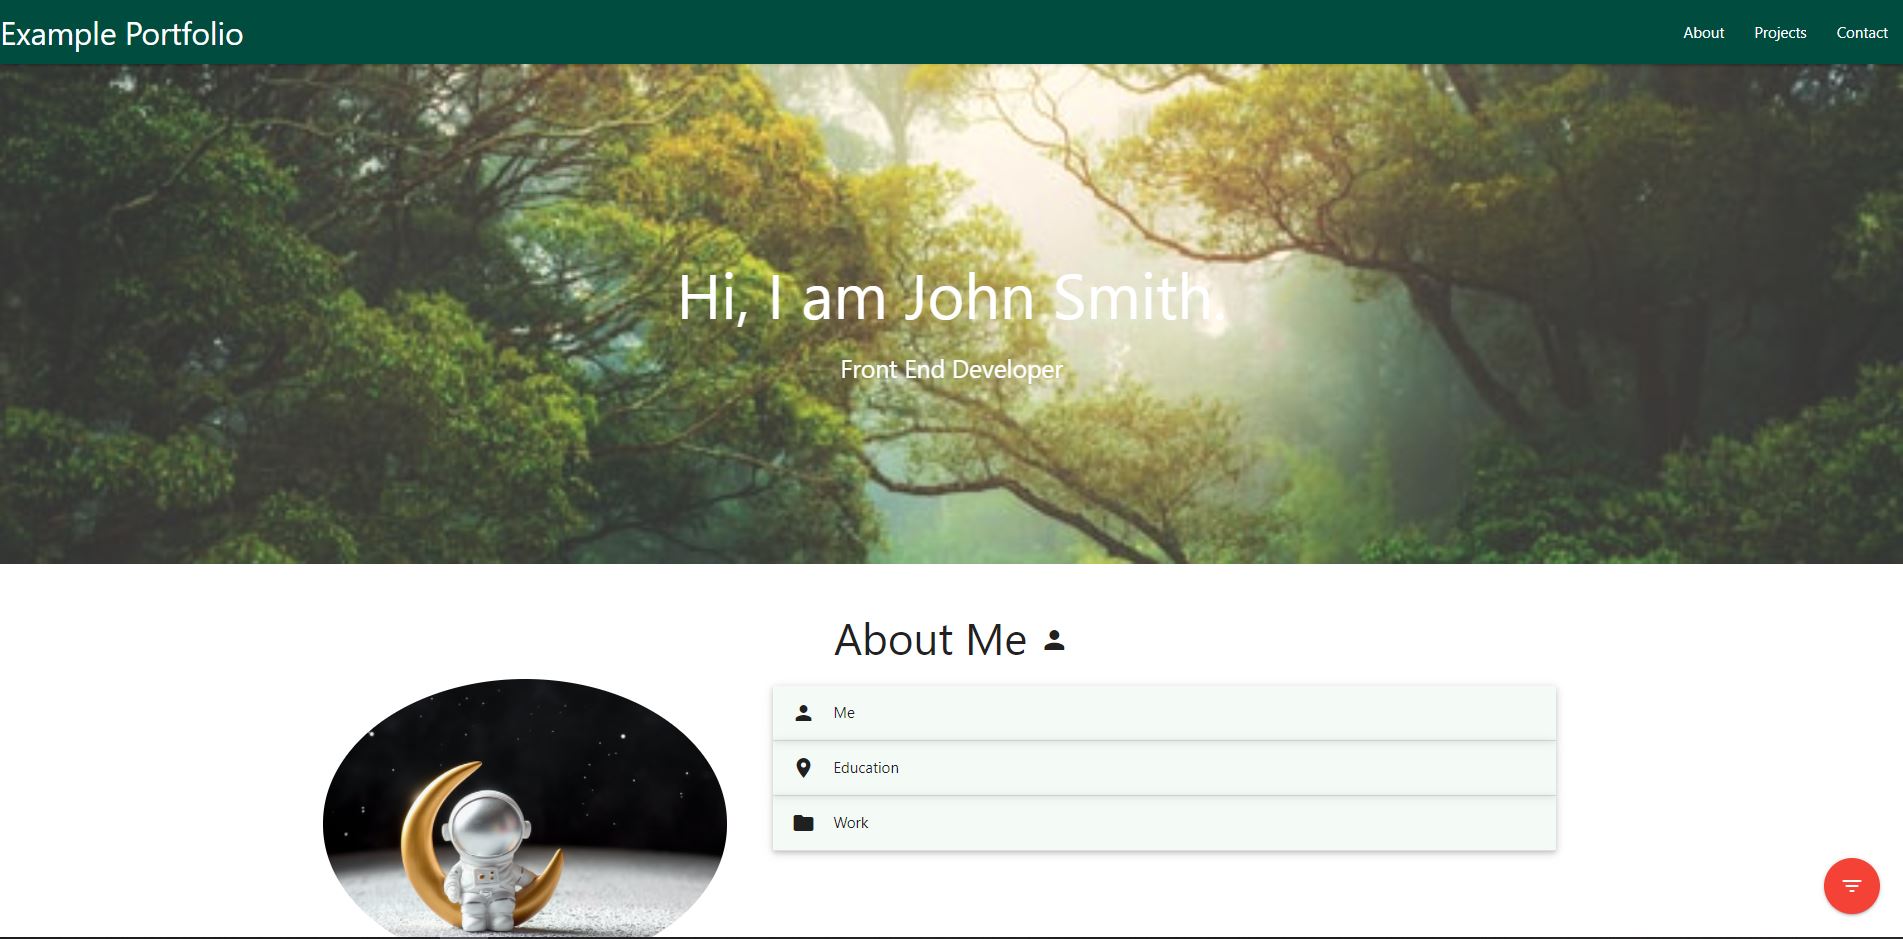 Example Portfolio
About Projects Contact
Hi, I am John Smith.
Front End Developer
About Me
Me
Education
Work